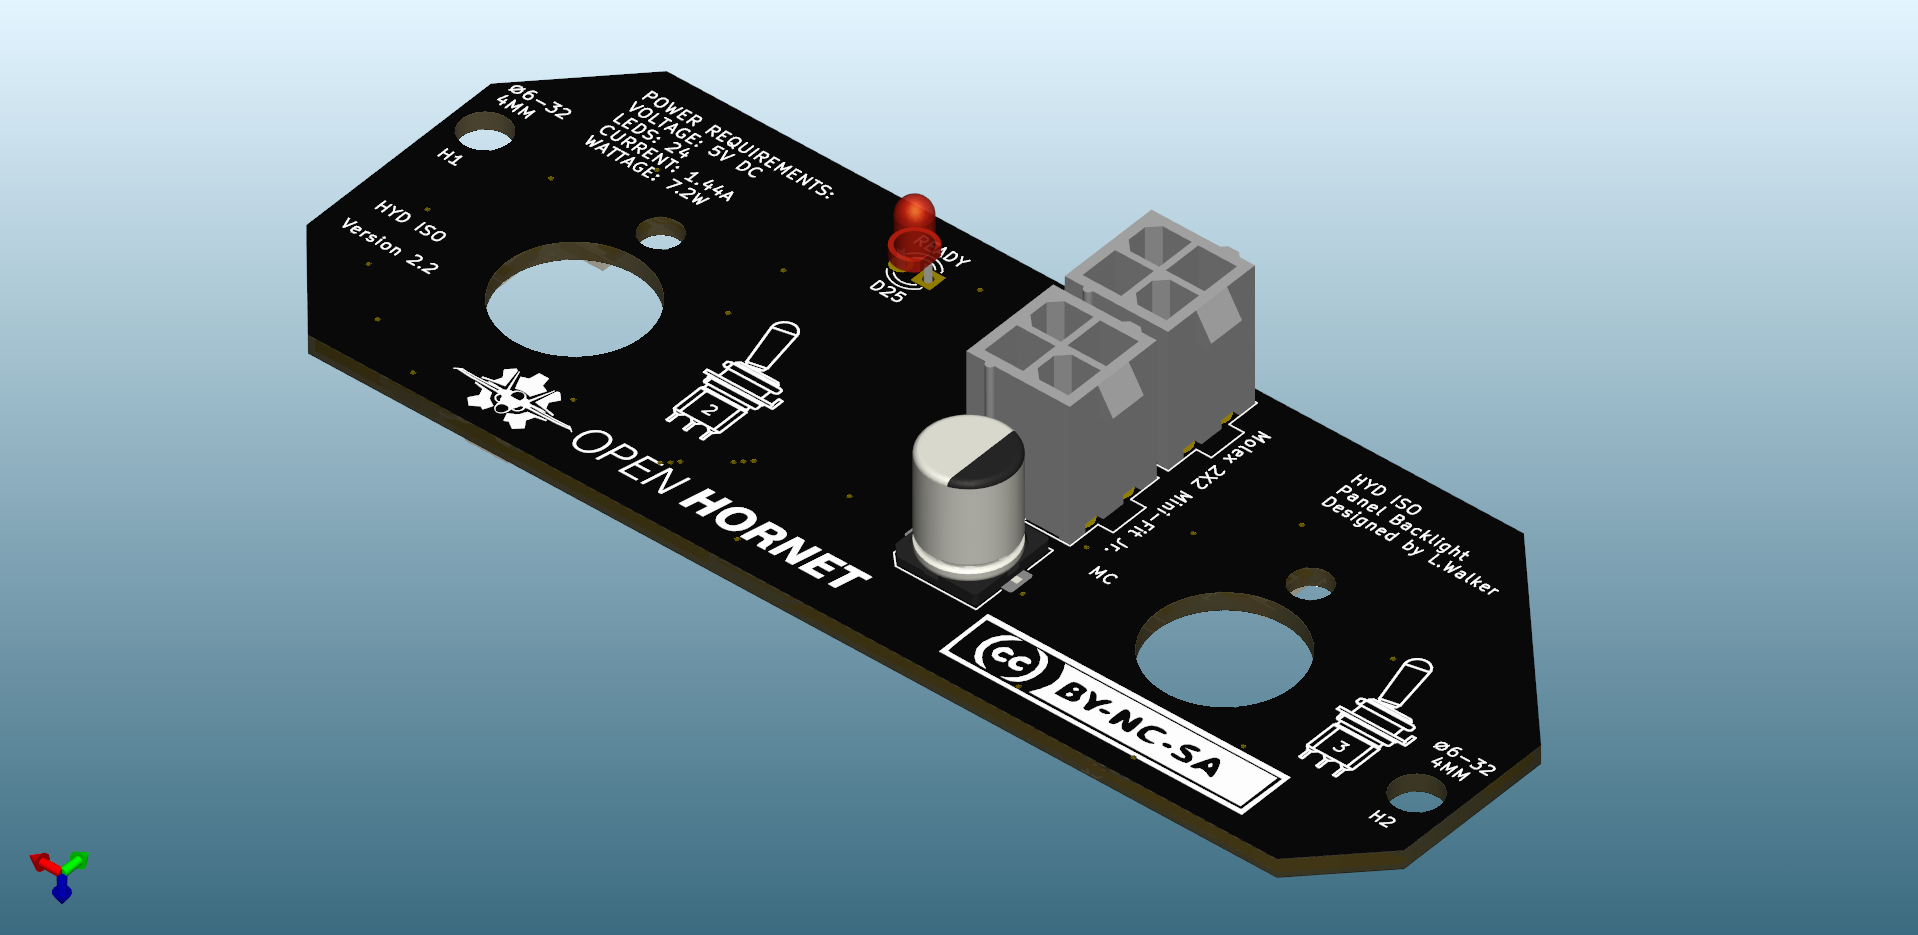 ø6-32
4MM
H1
POWER REQUIREMENTS:
VOLTAGE: 5V DC
LEDS: 24
CURRENT: 1.44A
WATTAGE: 7.2W
HYD ISO
Version 2.2
READY
D25
2
OPEN HORNET
Molex 2X2 Mini-Fit Jr.
MC
HYD ISO
Panel Backlight
Designed by L.Walker
cc BY-NC-SA
3
ø6-32
4MM
H2